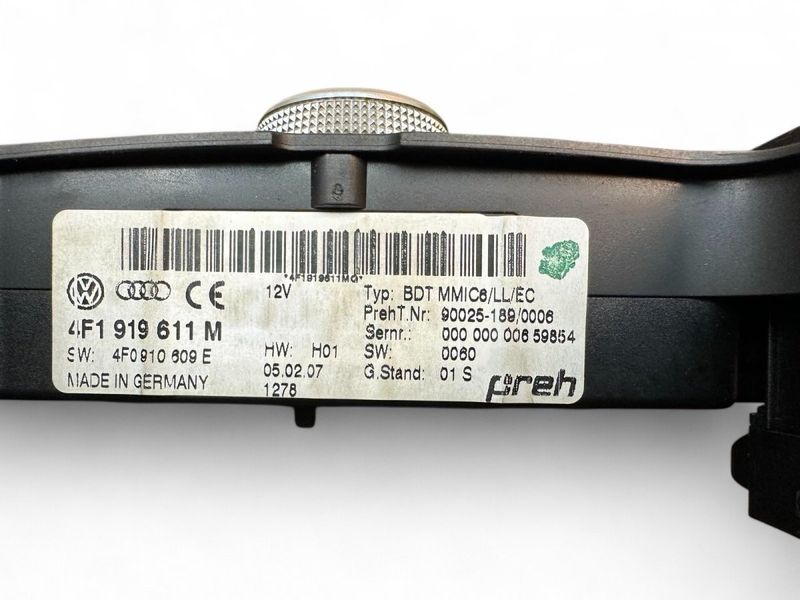 *4F1919611MQ*
CE 12V Typ: BDT MMIC6/LL/EC
PrehT.Nr: 90025-189/0006
4F1 919 611 M Sernr.: 000 000 006 59854
SW: 4F0 910 609 E HW: H01 SW: 0060
MADE IN GERMANY 05.02.07 G.Stand: 01 S
1278 preh